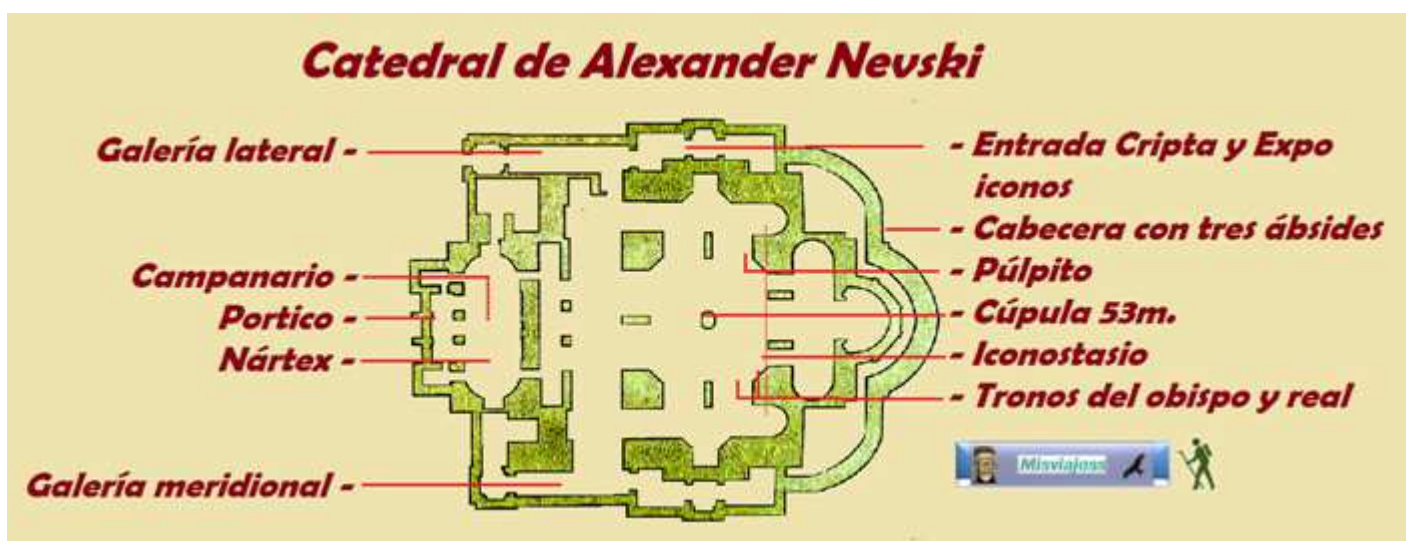 Catedral de Alexander Nevski
Galería lateral -
Campanario -
Portico -
Nártex -
Galería meridional -
- Entrada Cripta y Expo
iconos
- Cabecera con tres ábsides
- Púlpito
- Cúpula 53m.
- Iconostasio
- Tronos del obispo y real
Misviajess